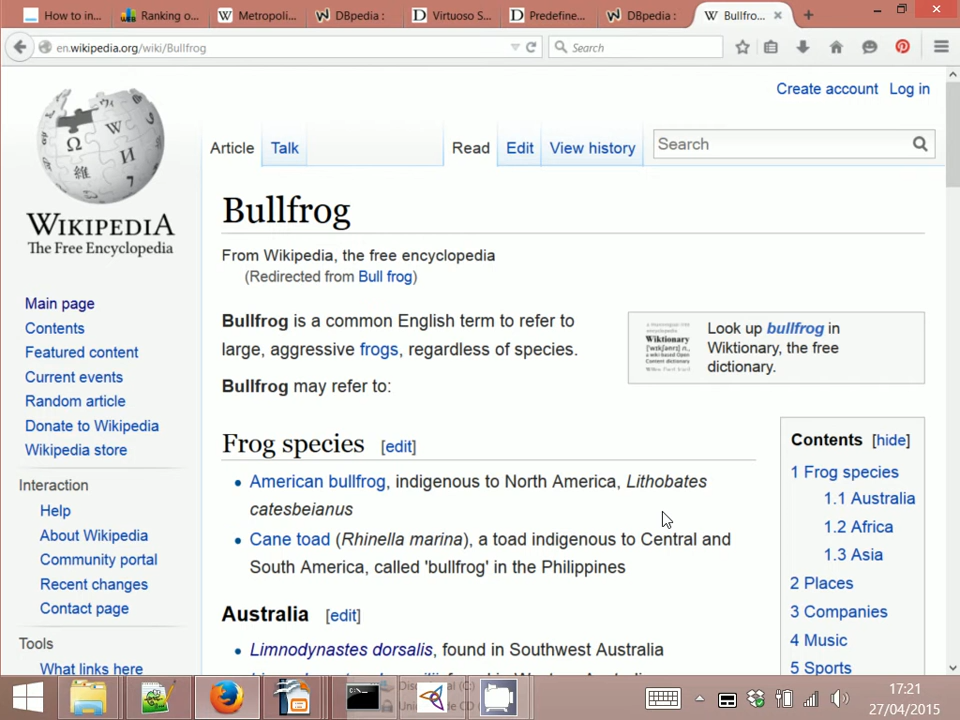 How to in...
Ranking o...
Metropoli...
DBpedia :
Virtuoso S...
Predefine...
DBpedia :
Bullfro...
en.wikipedia.org/wiki/Bullfrog
Search
Create account Log in
Article Talk Read Edit View history Search
WIKIPEDIA
The Free Encyclopedia
Main page
Contents
Featured content
Current events
Random article
Donate to Wikipedia
Wikipedia store
Interaction
Help
About Wikipedia
Community portal
Recent changes
Contact page
Tools
What links here
Bullfrog
From Wikipedia, the free encyclopedia
(Redirected from Bull frog)
Bullfrog is a common English term to refer to
large, aggressive frogs, regardless of species.
Bullfrog may refer to:
Wiktionary
Look up bullfrog in
Wiktionary, the free
dictionary.
Frog species [edit]
• American bullfrog, indigenous to North America, Lithobates
catesbeianus
• Cane toad (Rhinella marina), a toad indigenous to Central and
South America, called 'bullfrog' in the Philippines
Australia [edit]
• Limnodynastes dorsalis, found in Southwest Australia
Contents [hide]
1 Frog species
1.1 Australia
1.2 Africa
1.3 Asia
2 Places
3 Companies
4 Music
5 Sports
17:21
27/04/2015